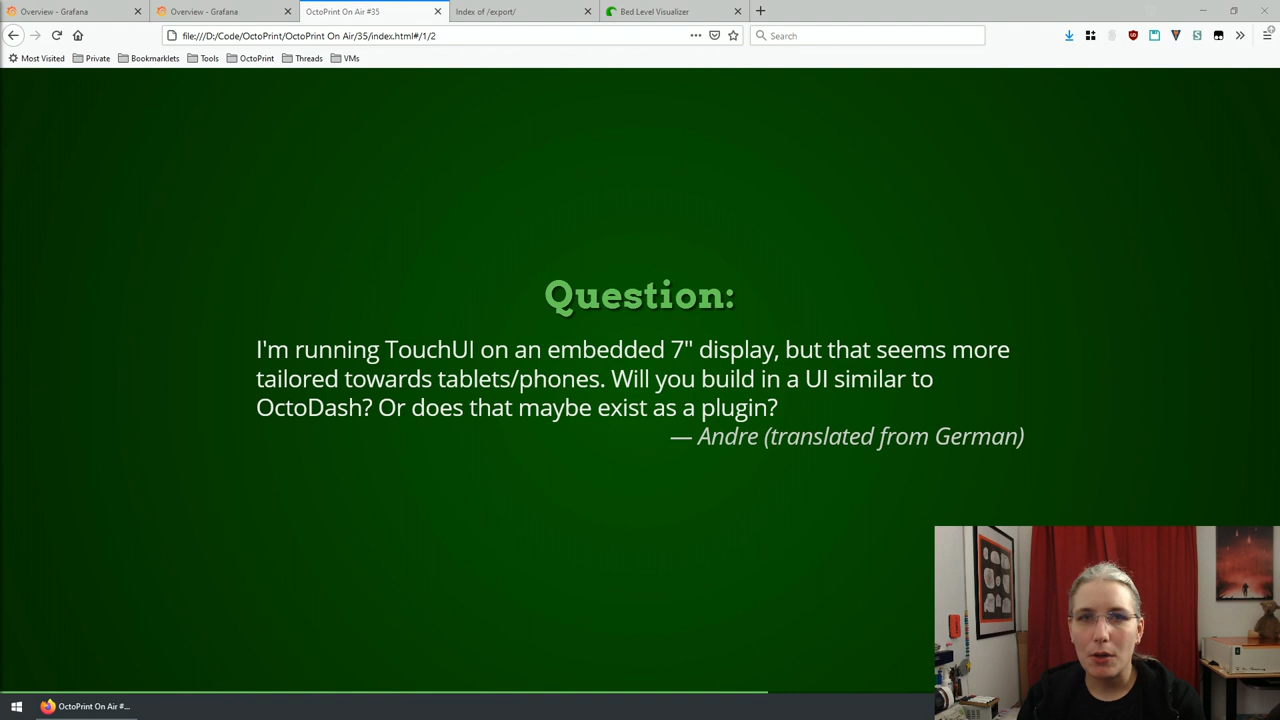 Overview - Grafana
Overview - Grafana
OctoPrint On Air #35
Index of /export/
Bed Level Visualizer
file:///D:/Code/OctoPrint/OctoPrint On Air/35/index.html#/1/2
Search
Most Visited
Private
Bookmarklets
Tools
OctoPrint
Threads
VMs
Question:
I'm running TouchUI on an embedded 7" display, but that seems more
tailored towards tablets/phones. Will you build in a UI similar to
OctoDash? Or does that maybe exist as a plugin?
— Andre (translated from German)
OctoPrint On Air #...